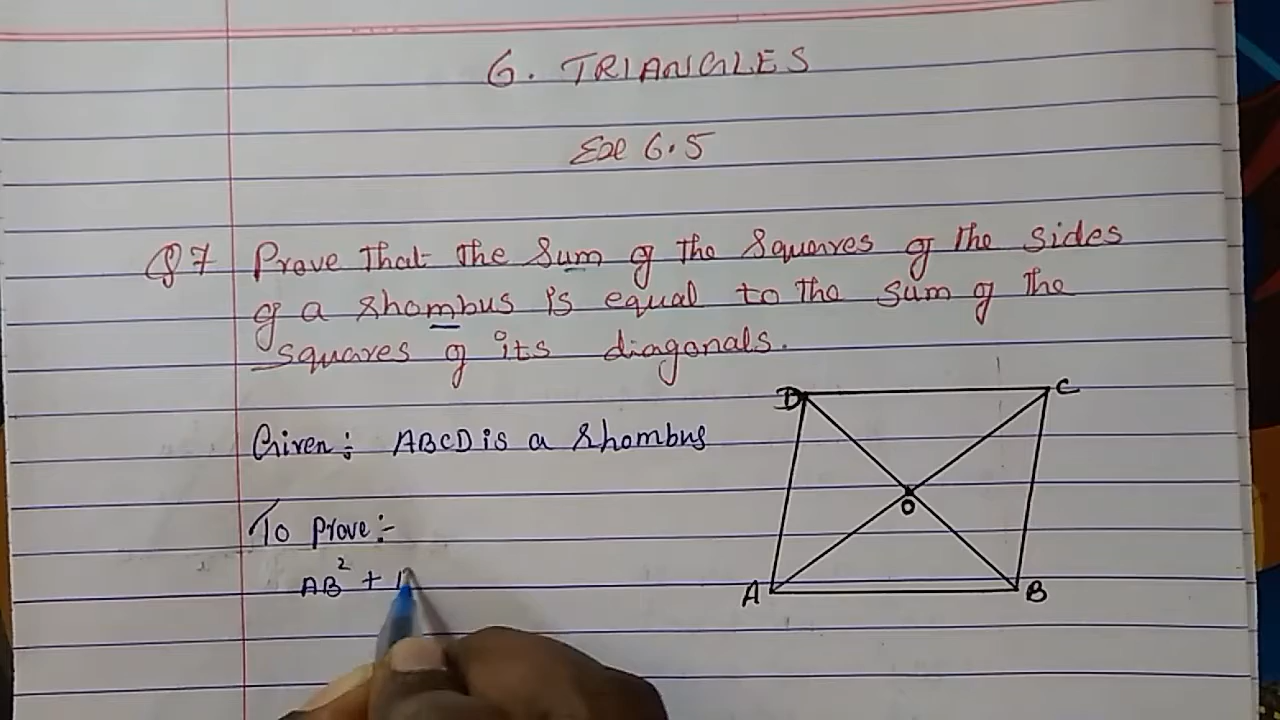 6. TRIANGLES
Exe 6.5
Q7 Prove that the Sum of the Squares of the sides
of a rhombus is equal to the sum of the
squares of its diagonals.
D C
Given: ABCD is a rhombus
O
To Prove:-
AB² +
A B